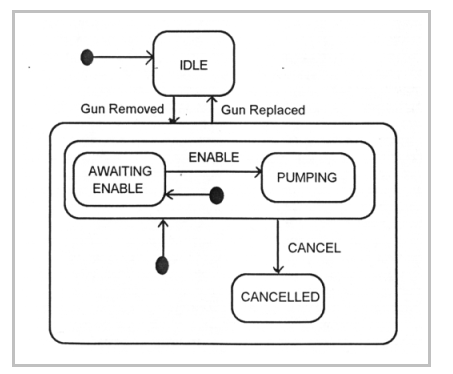 IDLE
Gun Removed
Gun Replaced
AWAITING
ENABLE
ENABLE
PUMPING
CANCEL
CANCELLED